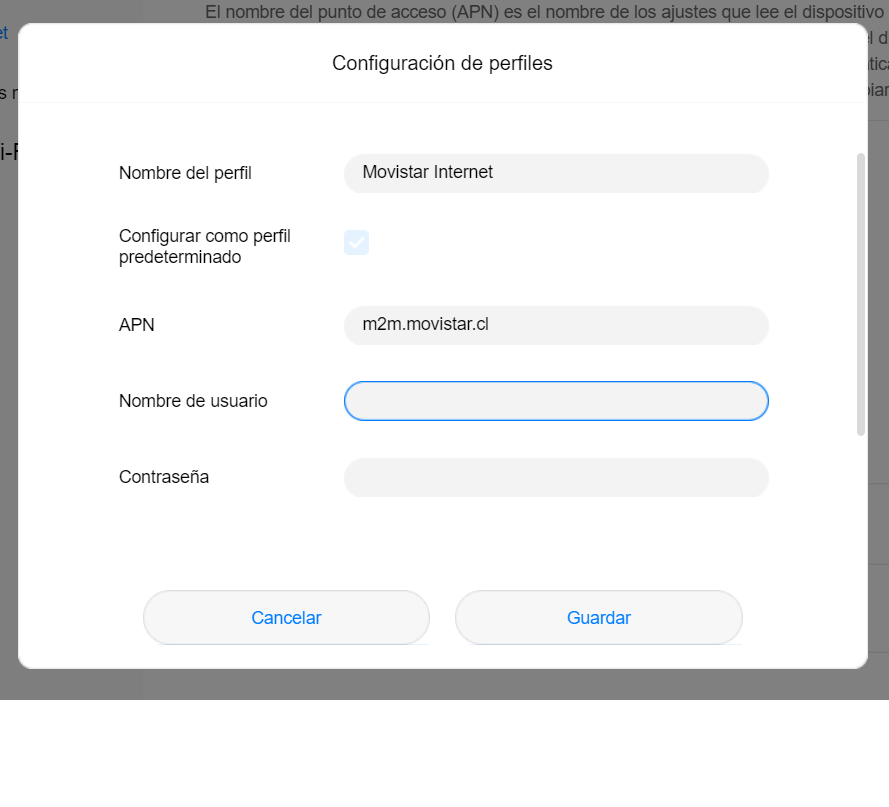 El nombre del punto de acceso (APN) es el nombre de los ajustes que lee el dispositivo
Configuración de perfiles
Nombre del perfil
Movistar Internet
Configurar como perfil
predeterminado
APN
m2m.movistar.cl
Nombre de usuario
Contraseña
Cancelar
Guardar